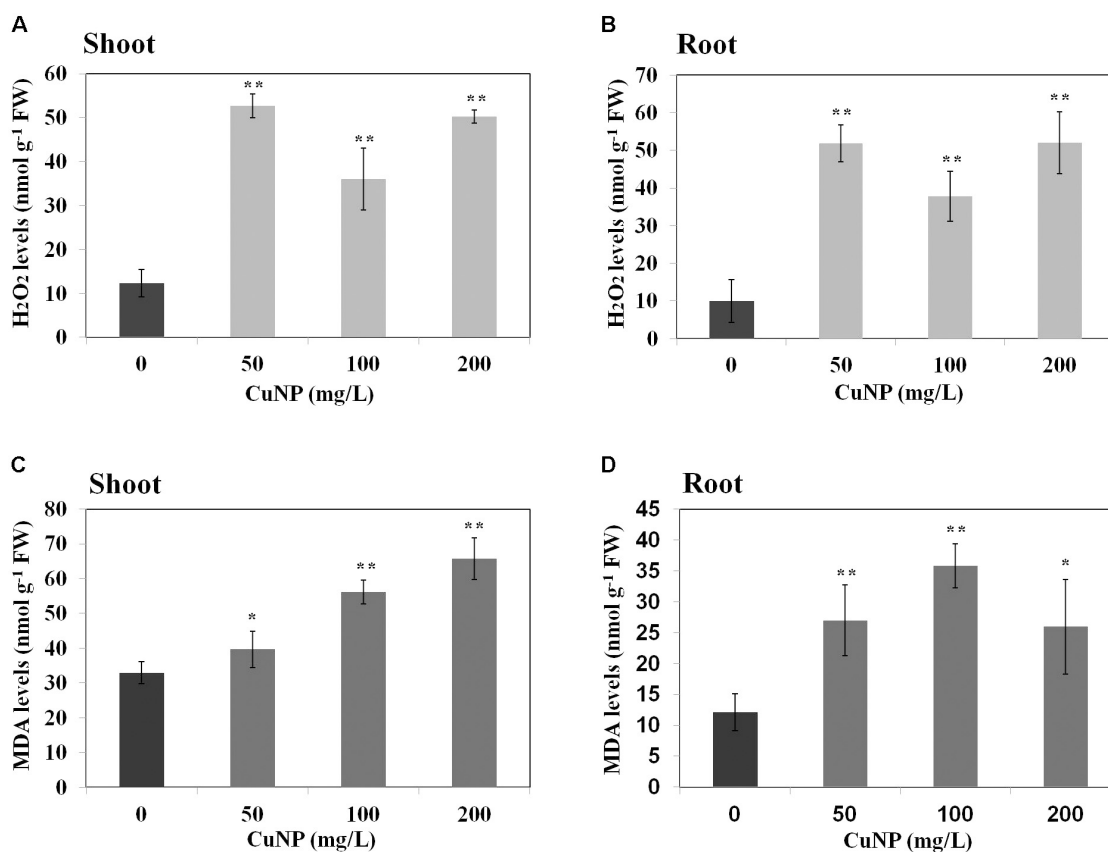 A
Shoot
H₂O₂ levels (nmol g⁻¹ FW)
60
50
40
30
20
10
0
**
**
**
0 50 100 200
CuNP (mg/L)
B
Root
H₂O₂ levels (nmol g⁻¹ FW)
70
60
50
40
30
20
10
0
**
**
**
0 50 100 200
CuNP (mg/L)
C
Shoot
MDA levels (nmol g⁻¹ FW)
80
70
60
50
40
30
20
10
0
*
**
**
0 50 100 200
CuNP (mg/L)
D
Root
MDA levels (nmol g⁻¹ FW)
45
40
35
30
25
20
15
10
5
0
**
**
*
0 50 100 200
CuNP (mg/L)